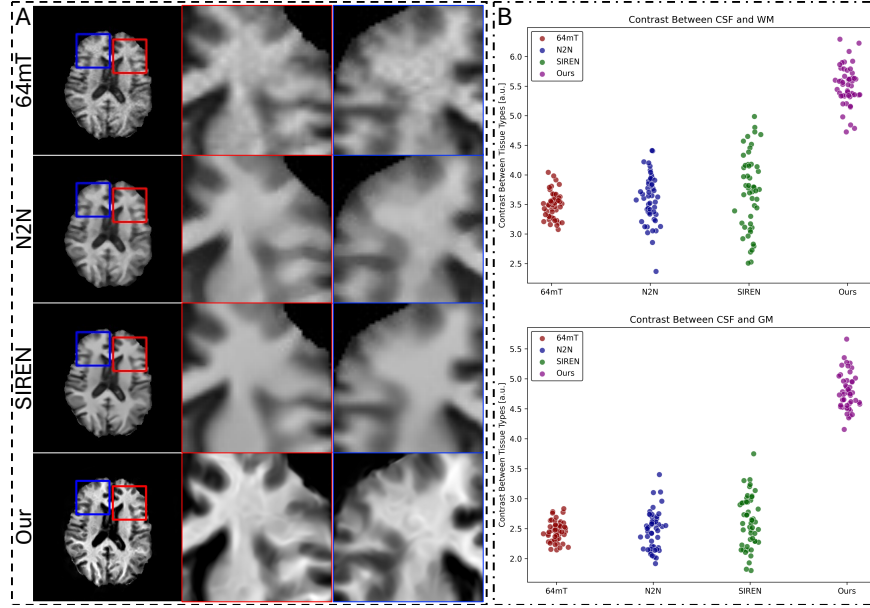 A
64mT
N2N
SIREN
Our
B
Contrast Between CSF and WM
Contrast Between Tissue Types [a.u.]
6.0
5.5
5.0
4.5
4.0
3.5
3.0
2.5
64mT
N2N
SIREN
Ours
64mT
N2N
SIREN
Ours
Contrast Between CSF and GM
Contrast Between Tissue Types [a.u.]
5.5
5.0
4.5
4.0
3.5
3.0
2.5
2.0
64mT
N2N
SIREN
Ours
64mT
N2N
SIREN
Ours